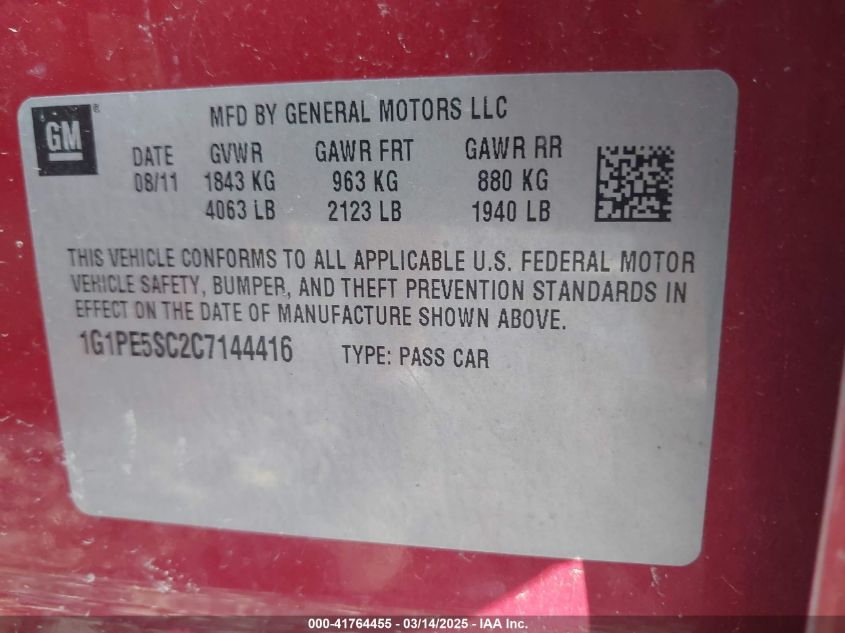 GM®
MFD BY GENERAL MOTORS LLC
DATE GVWR GAWR FRT GAWR RR
08/11 1843 KG 963 KG 880 KG
4063 LB 2123 LB 1940 LB
THIS VEHICLE CONFORMS TO ALL APPLICABLE U.S. FEDERAL MOTOR
VEHICLE SAFETY, BUMPER, AND THEFT PREVENTION STANDARDS IN
EFFECT ON THE DATE OF MANUFACTURE SHOWN ABOVE.
1G1PE5SC2C7144416 TYPE: PASS CAR
000-41764455 - 03/14/2025 - IAA Inc.